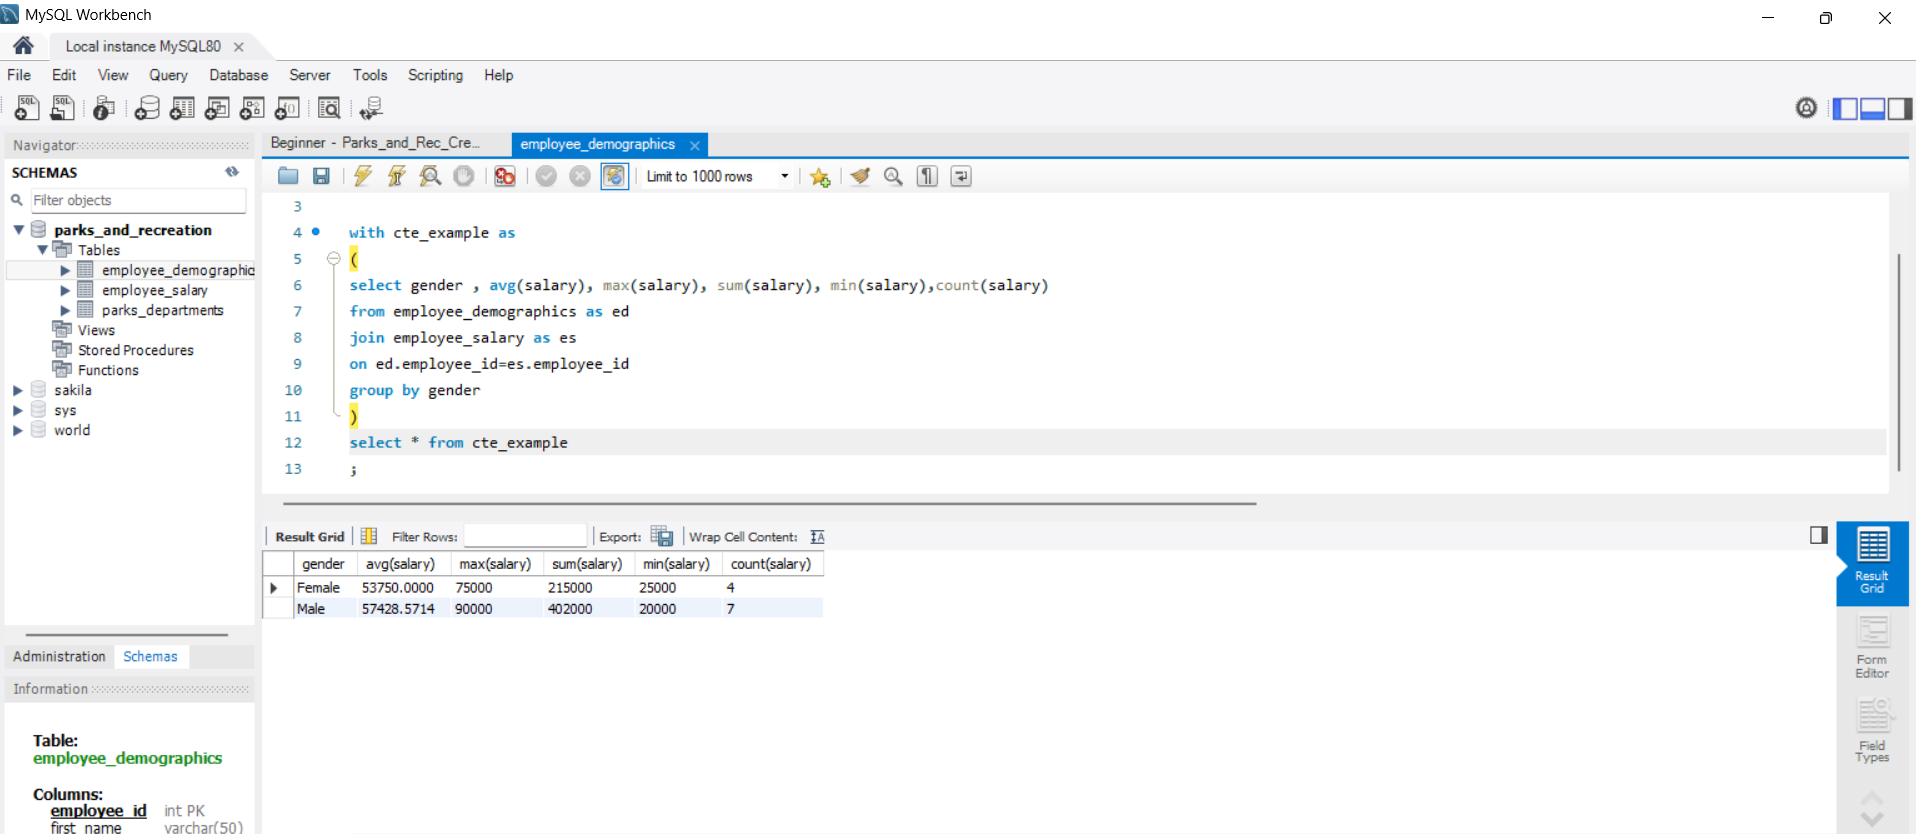 MySQL Workbench
Local instance MySQL80
File Edit View Query Database Server Tools Scripting Help
Navigator
SCHEMAS
Filter objects
parks_and_recreation
Tables
employee_demographic
employee_salary
parks_departments
Views
Stored Procedures
Functions
sakila
sys
world
Administration Schemas
Information
Table:
employee_demographics
Columns:
employee_id int PK
first_name varchar(50)
Beginner - Parks_and_Rec_Cre... employee_demographics
Limit to 1000 rows
3
4 with cte_example as
5 (
6 select gender , avg(salary), max(salary), sum(salary), min(salary),count(salary)
7 from employee_demographics as ed
8 join employee_salary as es
9 on ed.employee_id=es.employee_id
10 group by gender
11 )
12 select * from cte_example
13 ;
Result Grid Filter Rows: Export: Wrap Cell Content:
gender avg(salary) max(salary) sum(salary) min(salary) count(salary)
Female 53750.0000 75000 215000 25000 4
Male 57428.5714 90000 402000 20000 7
Result
Grid
Form
Editor
Field
Types